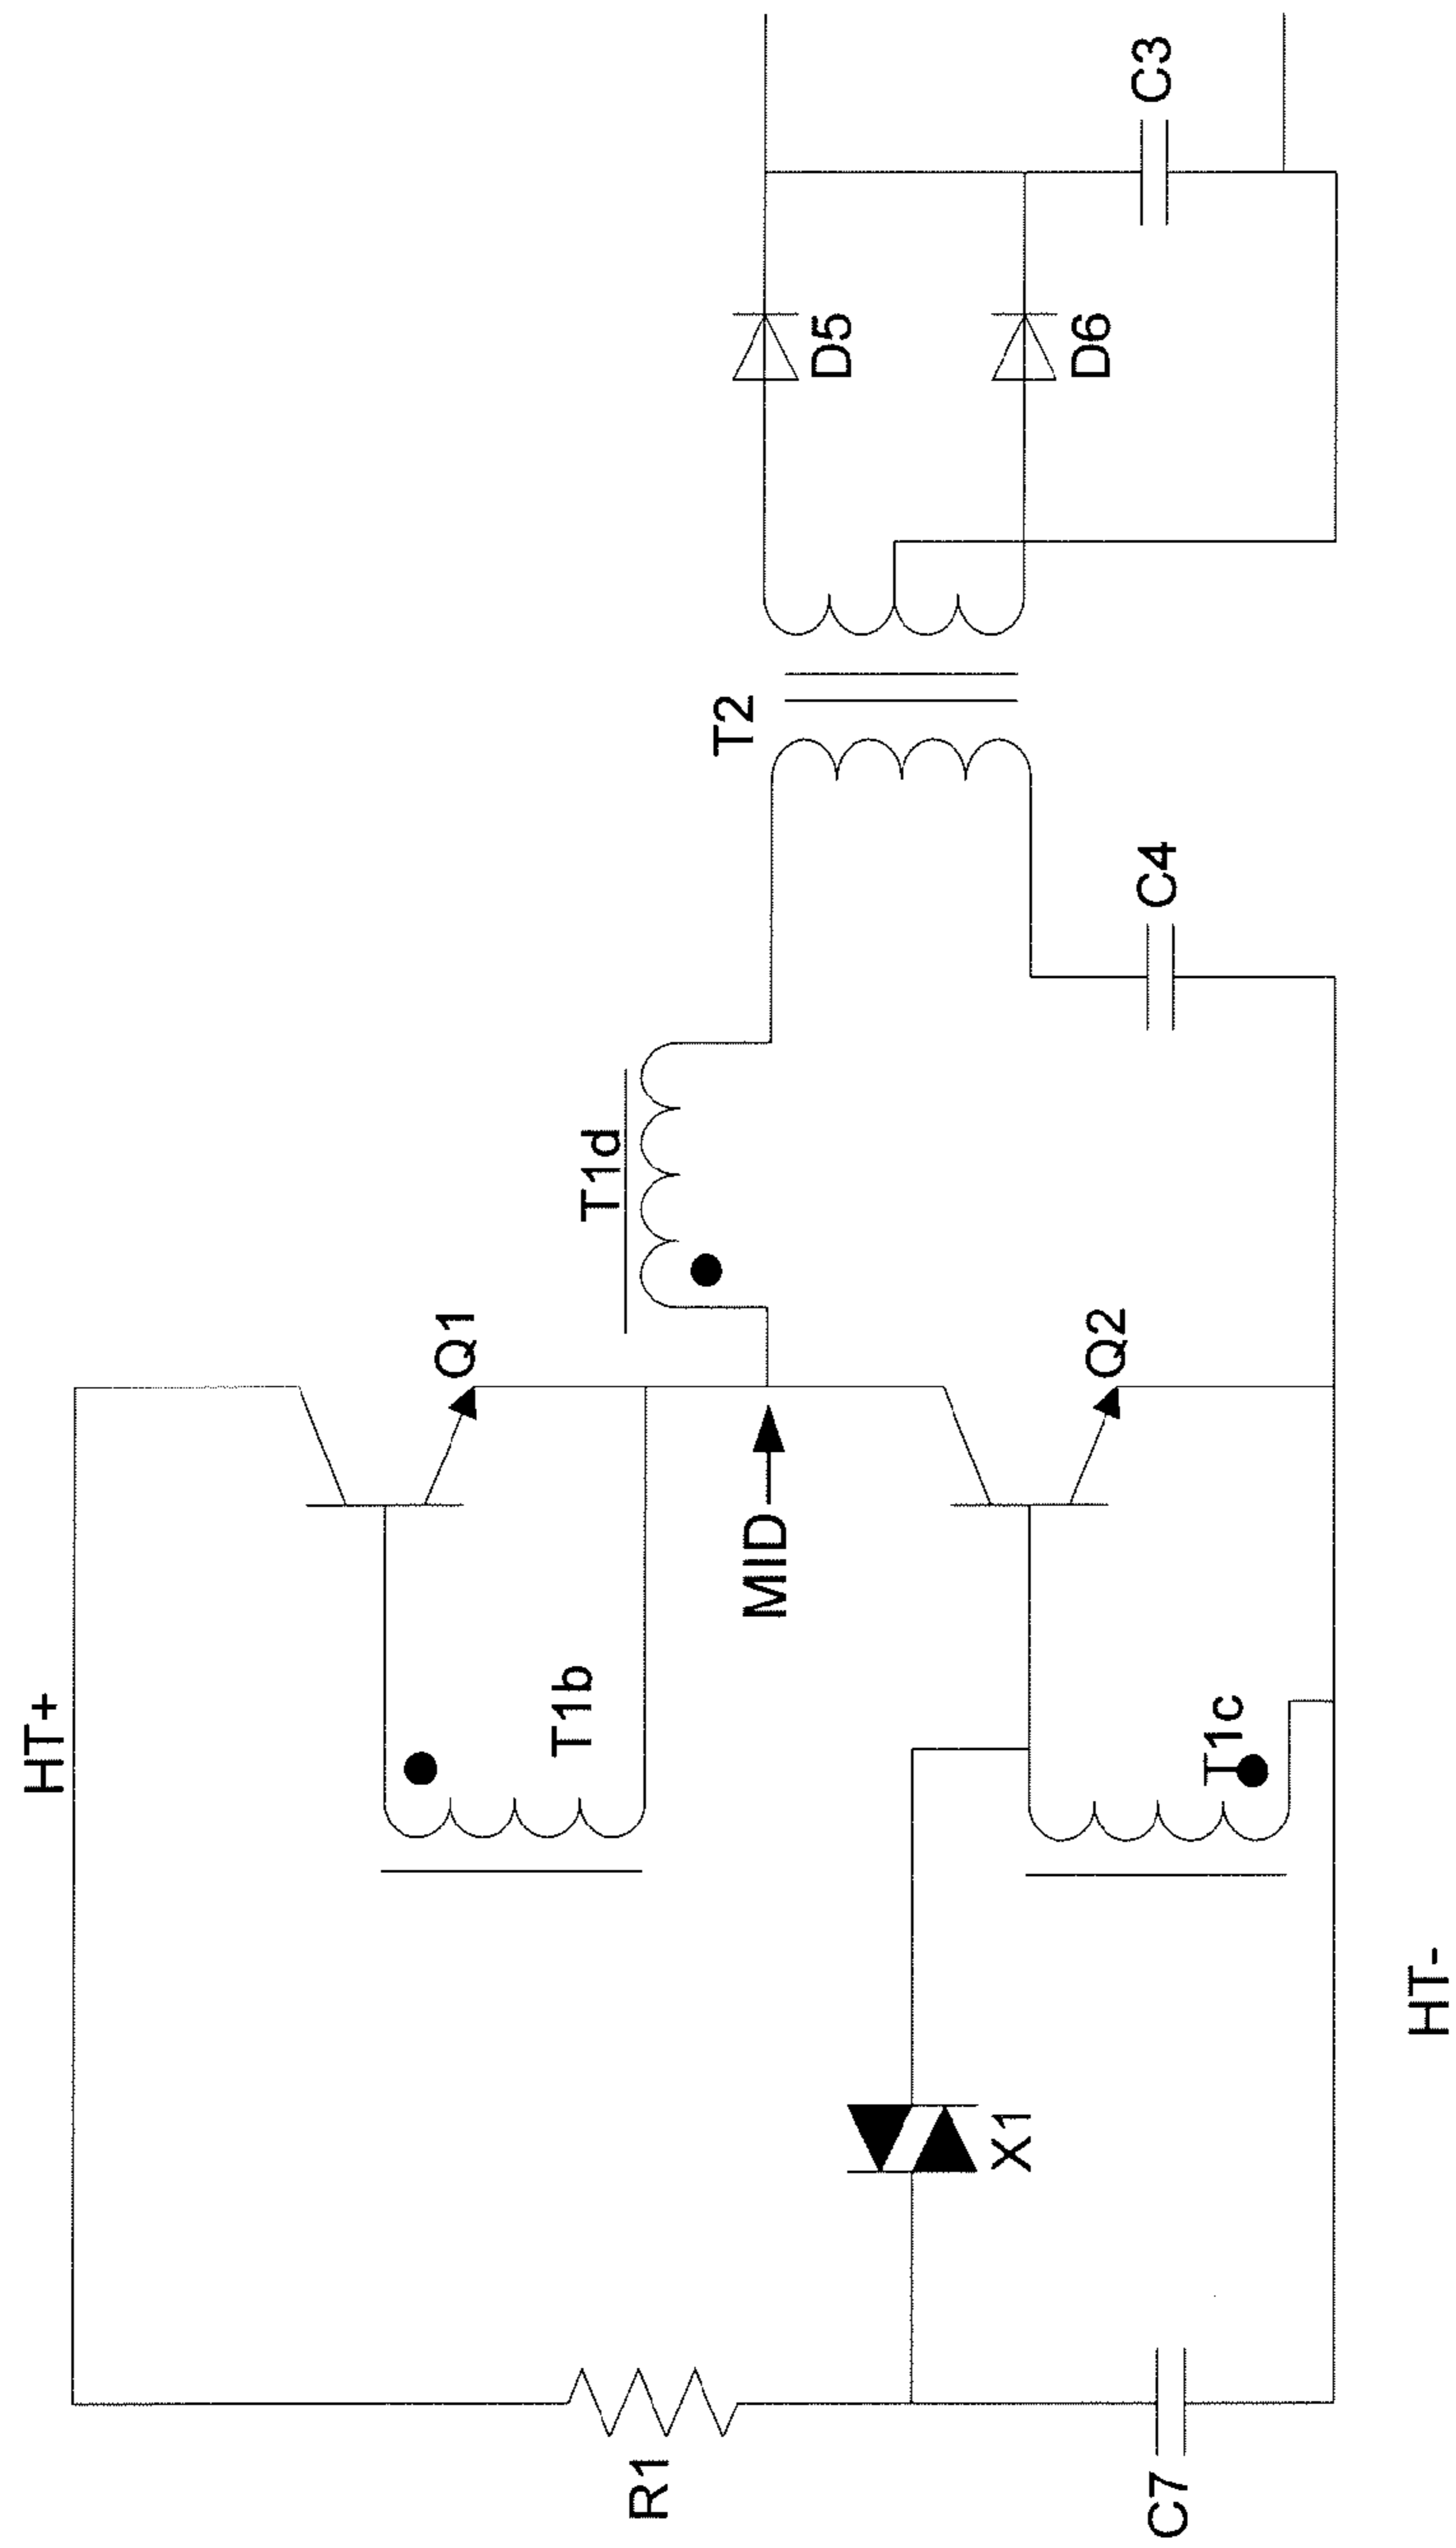 HT+
R1
C7
X1
T1b
T1c
MID
Q1
Q2
T1d
T2
C4
D5
D6
C3
HT-